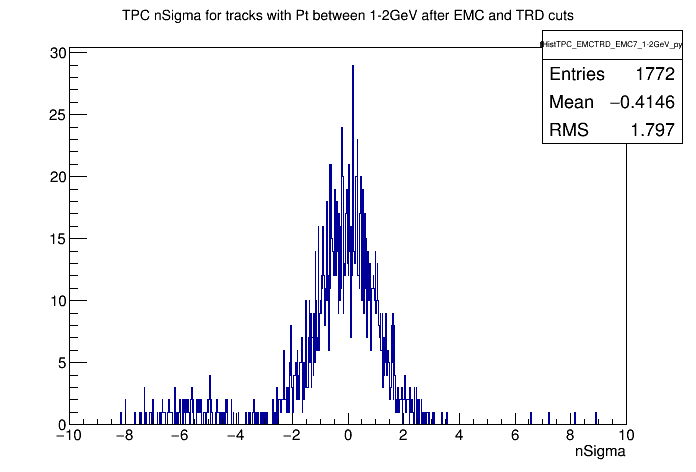 TPC nSigma for tracks with Pt between 1-2GeV after EMC and TRD cuts
HistTPC_EMCTRD_EMC7_1-2GeV_py
Entries 1772
Mean −0.4146
RMS 1.797
30
25
20
15
10
5
0
−10 −8 −6 −4 −2 0 2 4 6 8 10
nSigma